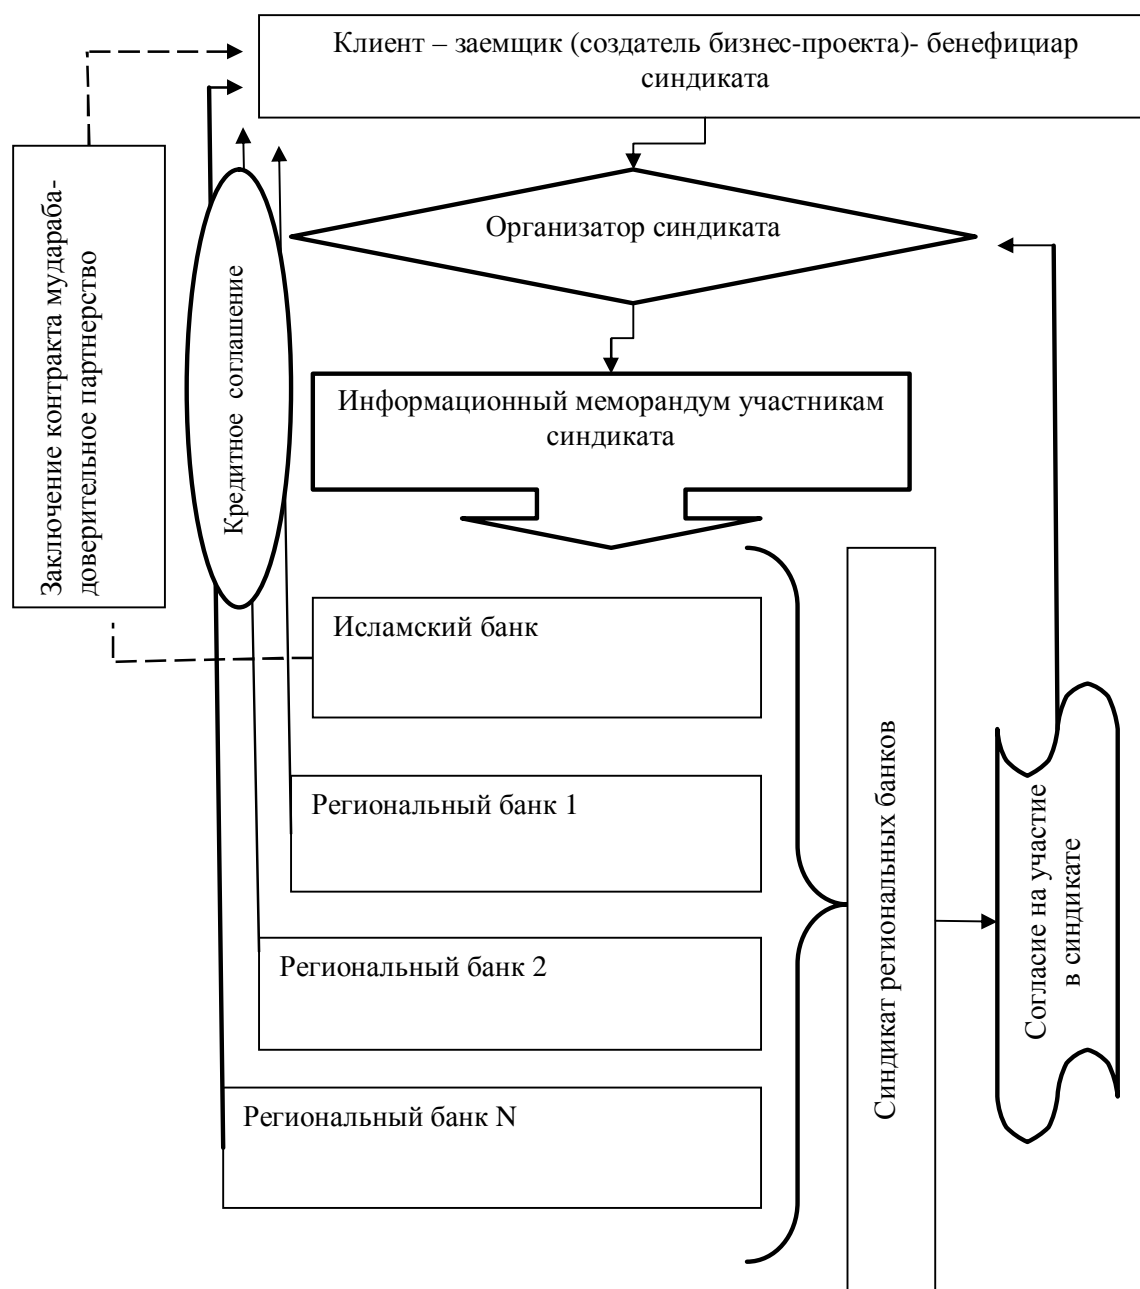 Клиент – заемщик (создатель бизнес-проекта)- бенефициар
синдиката
Организатор синдиката
Заключение контракта мудараба-
доверительное партнерство
Кредитное соглашение
Информационный меморандум участникам
синдиката
Исламский банк
Региональный банк 1
Региональный банк 2
Региональный банк N
Синдикат региональных банков
Согласие на участие
в синдикате